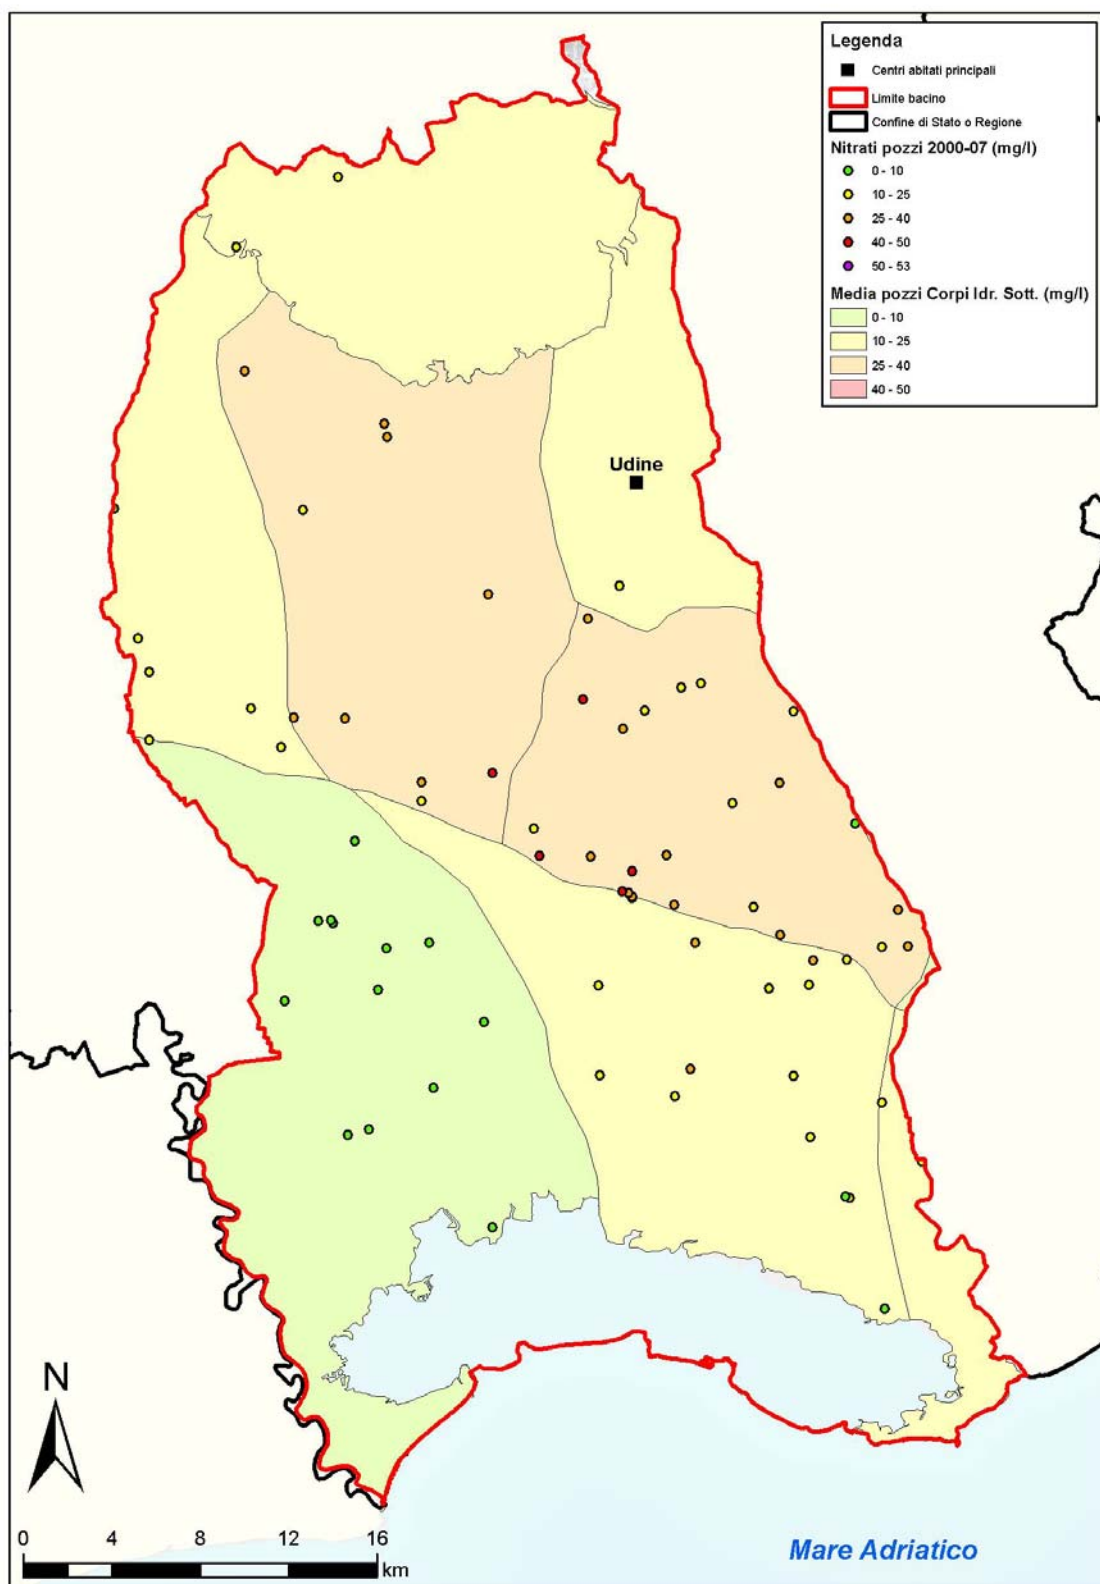 Legenda
Centri abitati principali
Limite bacino
Confine di Stato o Regione
Nitrati pozzi 2000-07 (mg/l)
0 - 10
10 - 25
25 - 40
40 - 50
50 - 53
Media pozzi Corpi Idr. Sott. (mg/l)
0 - 10
10 - 25
25 - 40
40 - 50
Udine
N
0 4 8 12 16
km
Mare Adriatico